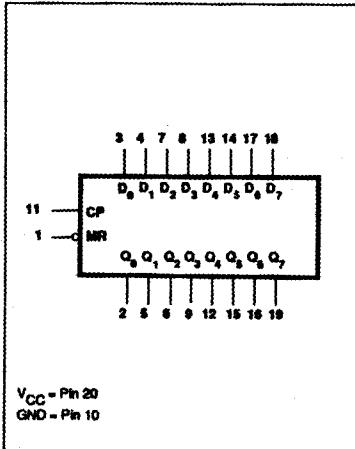 3 4 7 8 13 14 17 18
D0 D1 D2 D3 D4 D5 D6 D7
11 CP
1 MR
Q0 Q1 Q2 Q3 Q4 Q5 Q6 Q7
2 5 6 9 12 15 16 19
VCC = Pin 20
GND = Pin 10